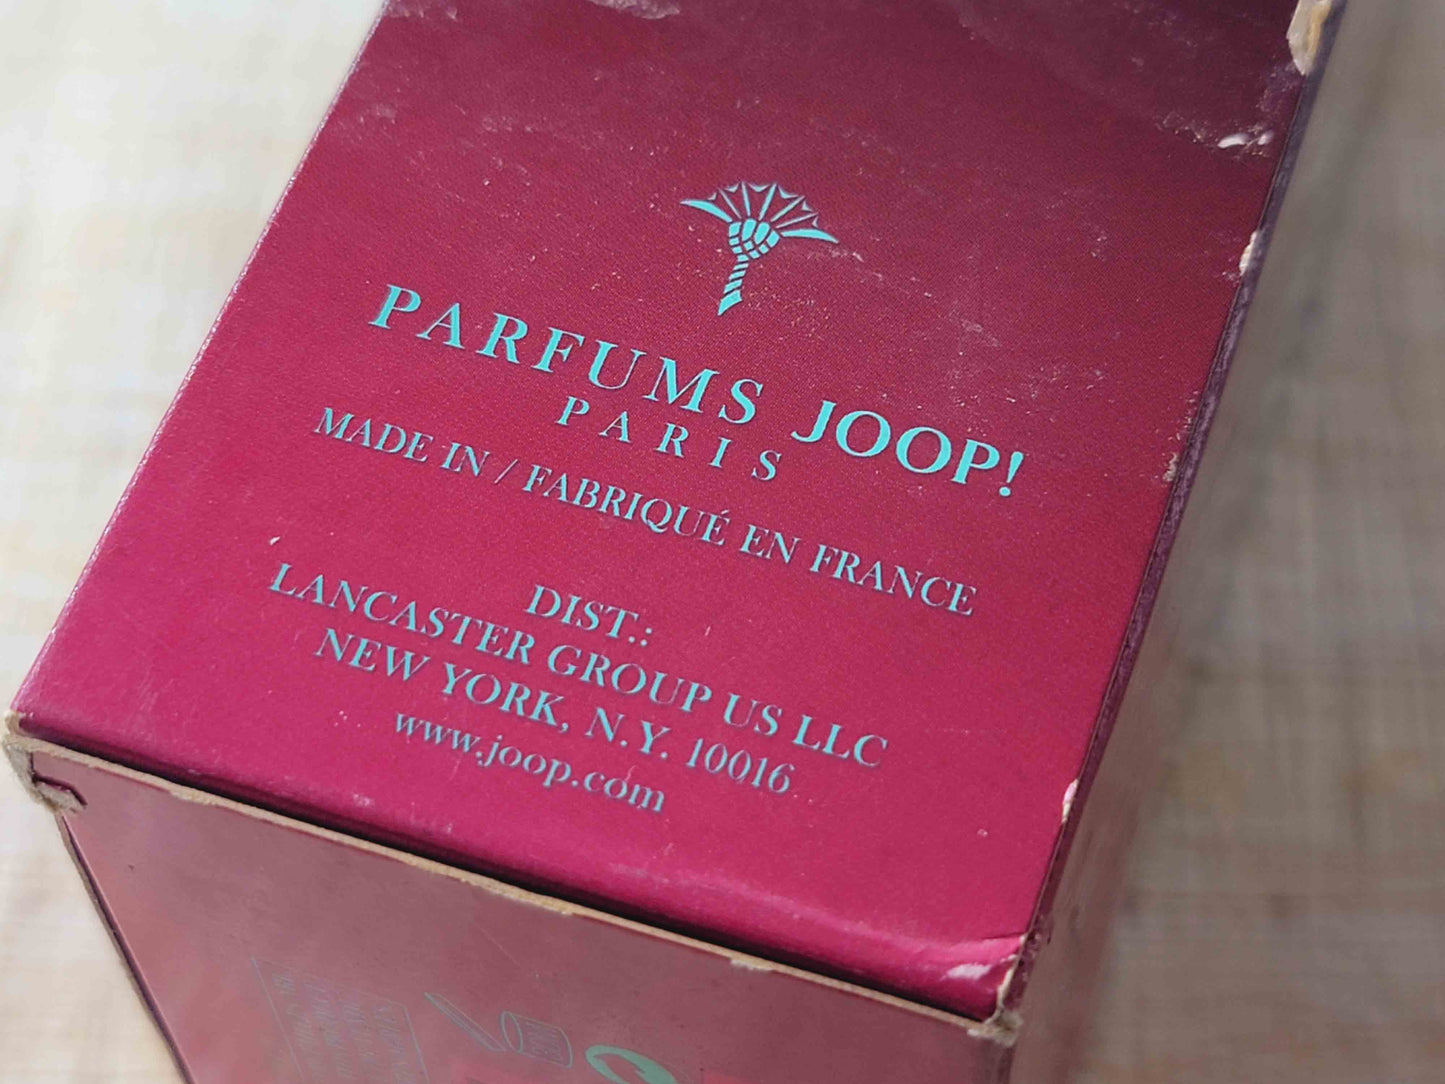 PARFUMS JOOP!
PARIS
MADE IN / FABRIQUÉ EN FRANCE
DIST.:
LANCASTER GROUP US LLC
NEW YORK, N.Y. 10016
www.joop.com